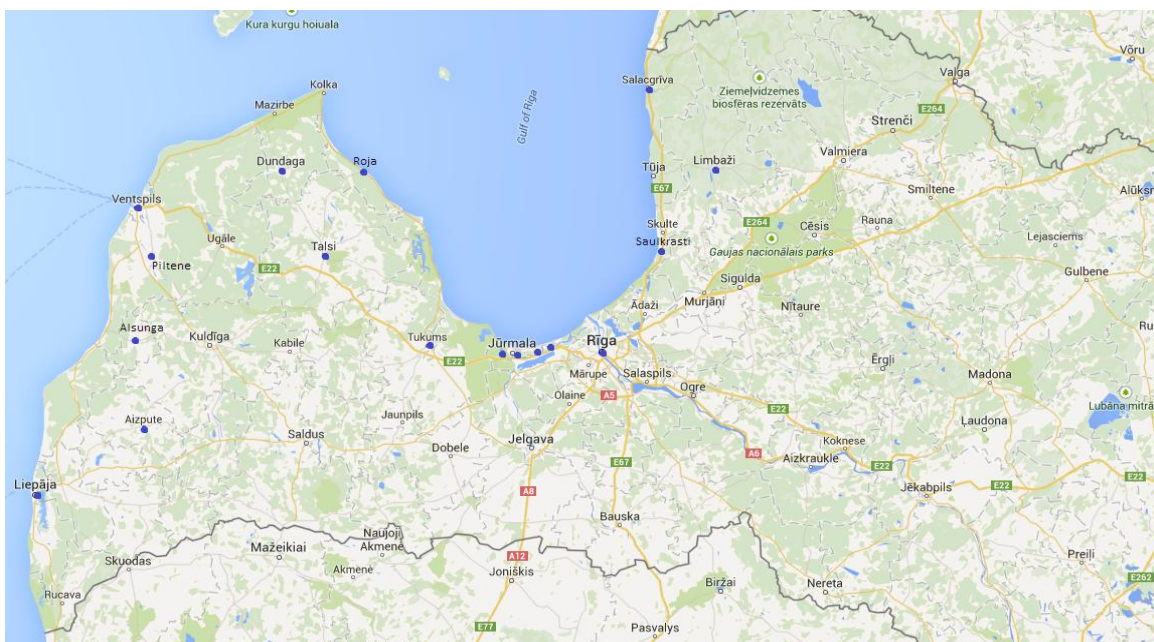 Kura kurgu hoiuala
Võru
Valga
Kolka
Salacgrīva
Ziemeļvidzemes
biosfēras rezervāts
Mazirbe
E264
Strenči
Gulf of Riga
Dundaga
Roja
Tūja
Limbaži
Valmiera
E67
Smiltene
Alūksn
Ventspils
Skulte
E264
Cēsis
Rauna
Ugāle
Talsi
Saulkrasti
Gaujas nacionālais parks
Lejasciems
Piltene
E22
Sigulda
Gulbene
Murjāņi
Ādaži
Nītaure
Alsunga
Kuldīga
Kabile
Tukums
Jūrmala
Rīga
Ru
E22
Ērgļi
Mārupe
Salaspils
Madona
Olaine
A5
Ogre
Lubāna mitrā
Aizpute
Jaunpils
E22
Laudona
Saldus
Dobele
Jelgava
Koknese
A6
Aizkraukle
E67
E22
Liepāja
A8
Jēkabpils
E22
E22
Bauska
Naujoji
Akmenė
Skuodas
Mažeikiai
A12
Preiļi
Akmenė
Joniškis
Biržai
Nereta
E262
Rucava
E77
Pasvalys